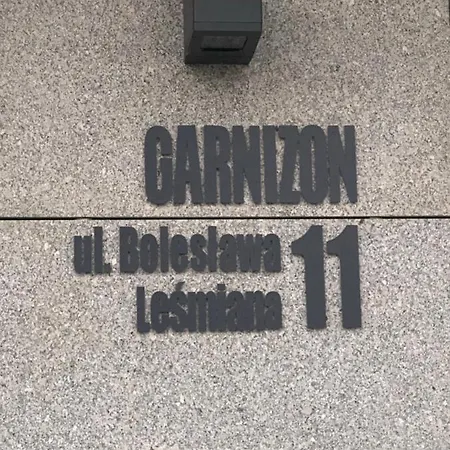 GARNIZON
ul. Bolesława 11
Leśmiana